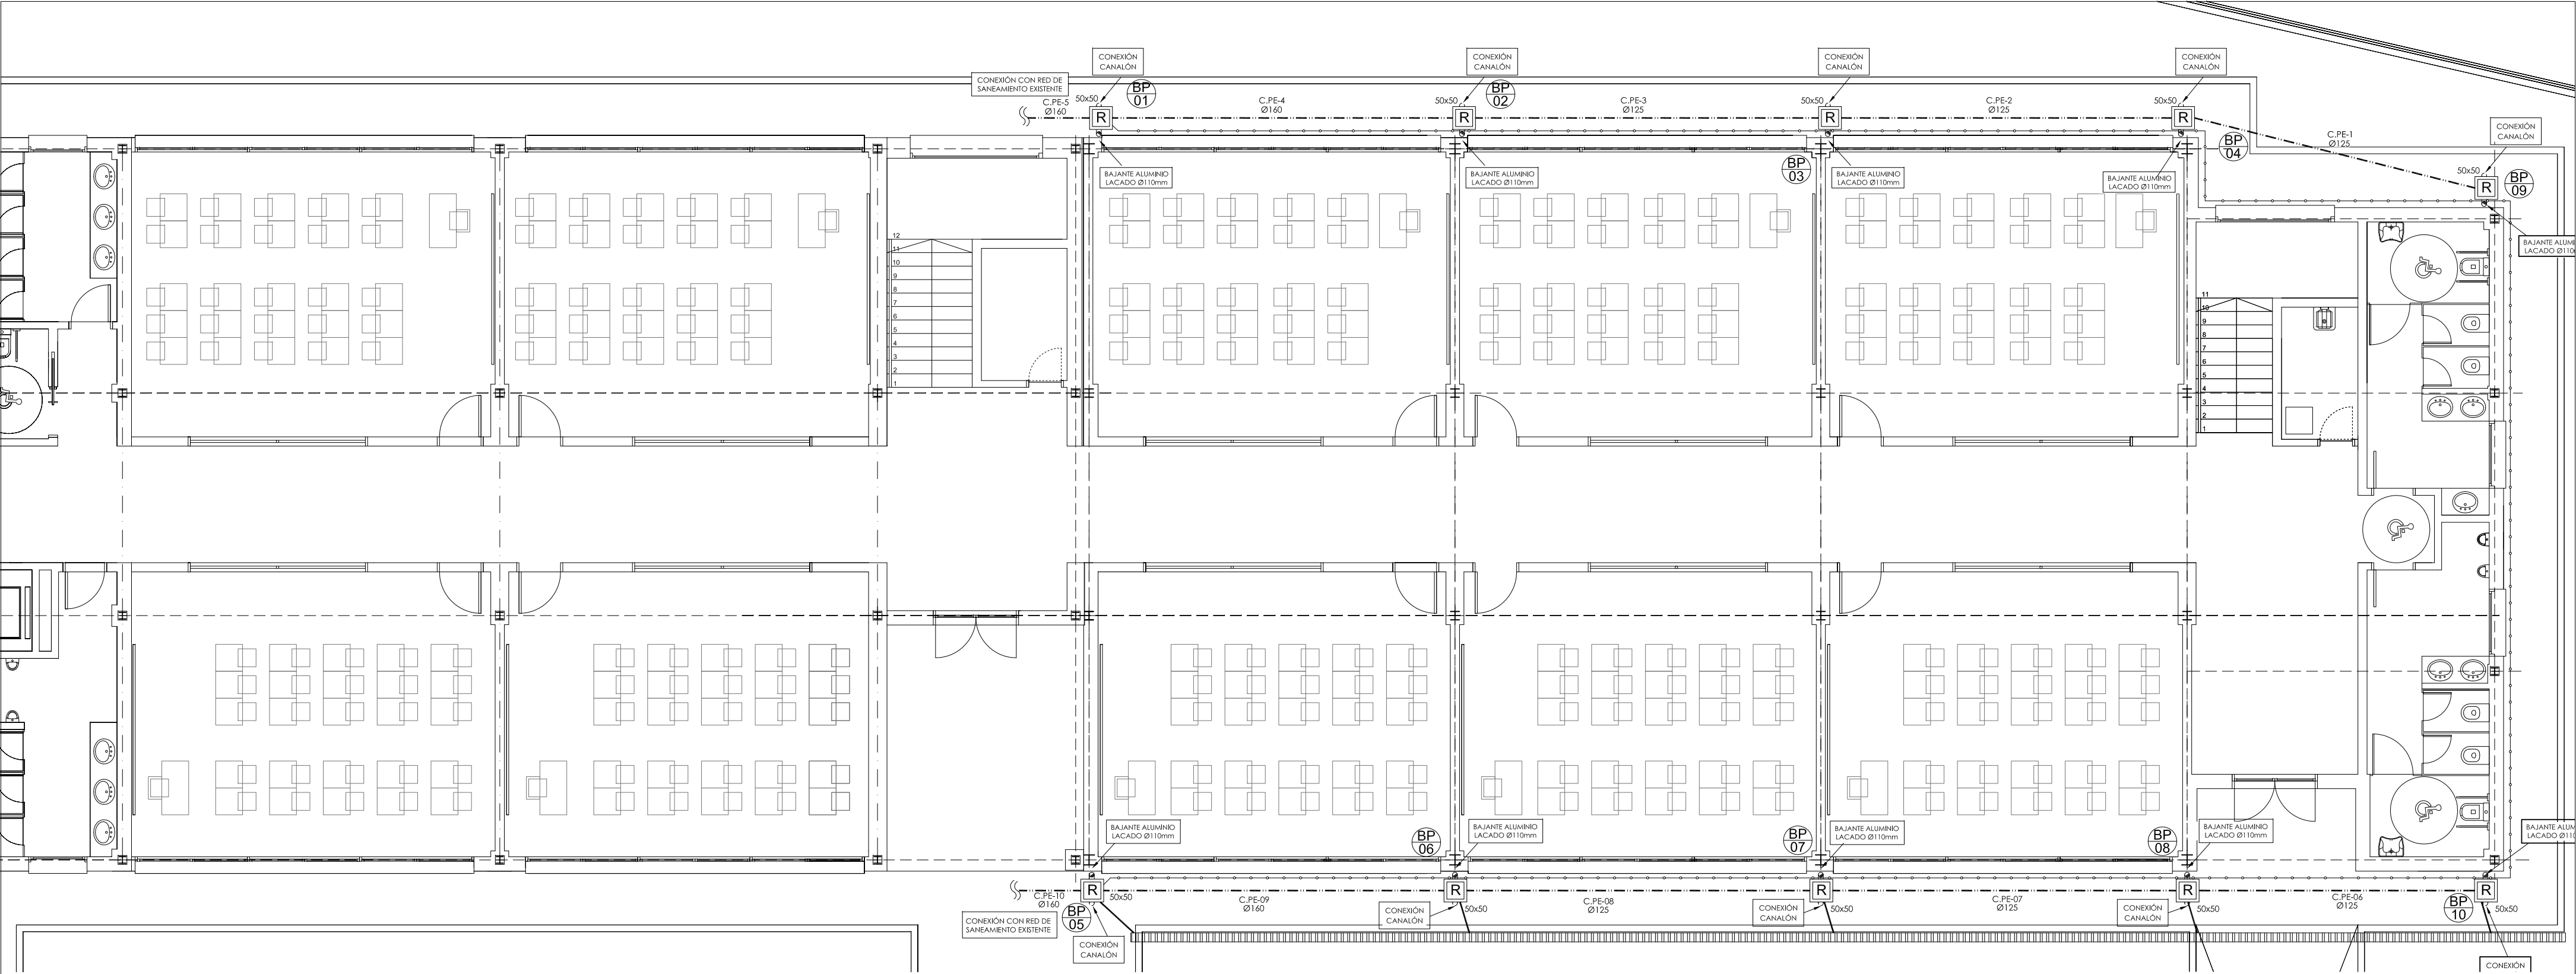 CONEXIÓN
CANALÓN
CONEXIÓN
CANALÓN
CONEXIÓN
CANALÓN
CONEXIÓN
CANALÓN
CONEXIÓN CON RED DE
SANEAMIENTO EXISTENTE
C.PE-5
Ø160
50x50
BP
01
R
C.PE-4
Ø160
50x50
BP
02
R
C.PE-3
Ø125
50x50
R
C.PE-2
Ø125
50x50
R
BP
04
C.PE-1
Ø125
CONEXIÓN
CANALÓN
50x50
R
BP
09
BP
03
BAJANTE ALUMINIO
LACADO Ø110mm
BAJANTE ALUMINIO
LACADO Ø110mm
BAJANTE ALUMINIO
LACADO Ø110mm
BAJANTE ALUMINIO
LACADO Ø110mm
BAJANTE ALUMI
LACADO Ø110
12
11
10
9
8
7
6
5
4
3
2
1
11
10
9
8
7
6
5
4
3
2
1
BAJANTE ALUMINIO
LACADO Ø110mm
BP
06
BAJANTE ALUMINIO
LACADO Ø110mm
BP
07
BAJANTE ALUMINIO
LACADO Ø110mm
BP
08
BAJANTE ALUMINIO
LACADO Ø110mm
BAJANTE ALUM
LACADO Ø110
C.PE-10
Ø160
R
50x50
C.PE-09
Ø160
R
50x50
C.PE-08
Ø125
R
50x50
C.PE-07
Ø125
R
50x50
C.PE-06
Ø125
R
50x50
BP
05
BP
10
CONEXIÓN CON RED DE
SANEAMIENTO EXISTENTE
CONEXIÓN
CANALÓN
CONEXIÓN
CANALÓN
CONEXIÓN
CANALÓN
CONEXIÓN
CANALÓN
CONEXIÓN